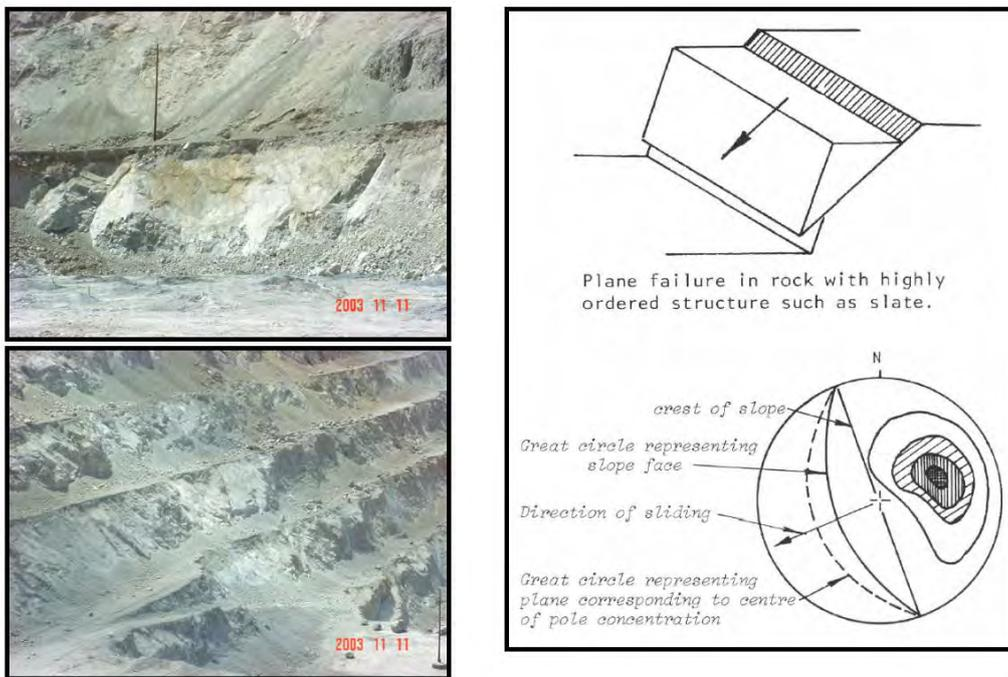 2003 11 11
2003 11 11
Plane failure in rock with highly
ordered structure such as slate.
N
crest of slope
Great circle representing
slope face
Direction of sliding
Great circle representing
plane corresponding to centre
of pole concentration